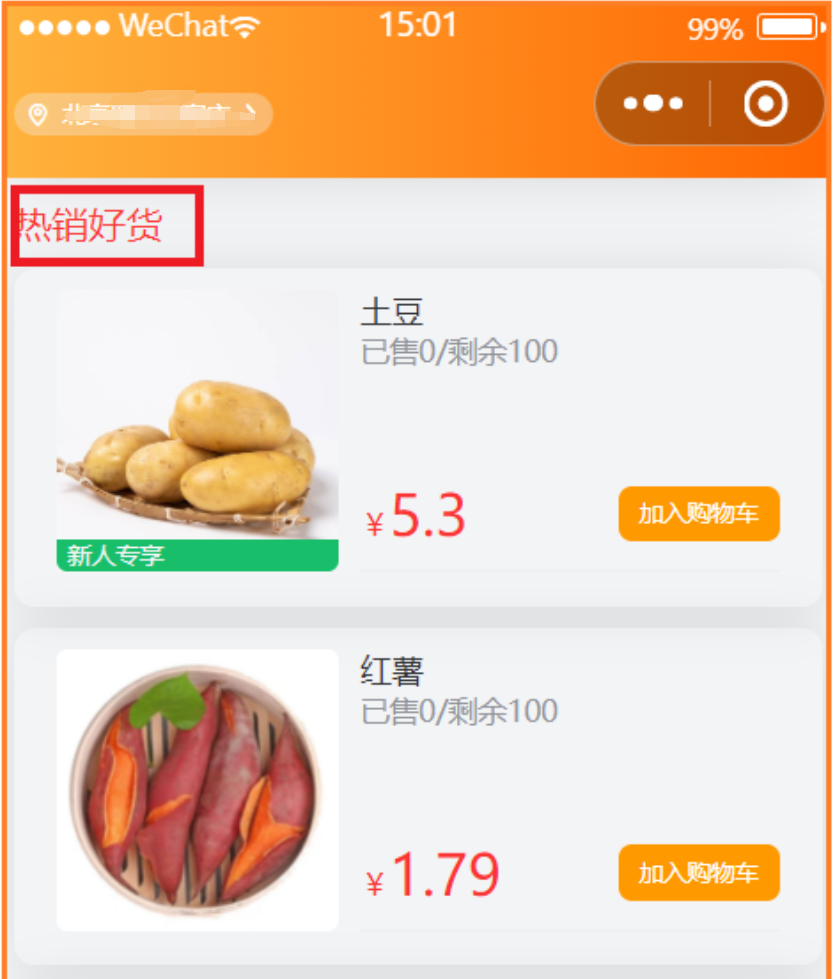 WeChat 15:01 99%
热销好货
土豆
已售0/剩余100
¥5.3 加入购物车
新人专享
红薯
已售0/剩余100
¥1.79 加入购物车